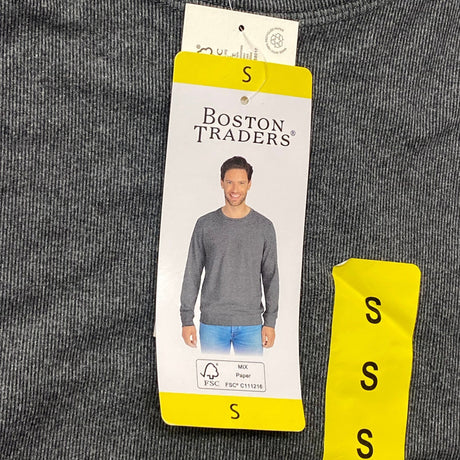 S
BOSTON
TRADERS®
MIX
Paper
FSC
FSC® C111216
S
S
S
S